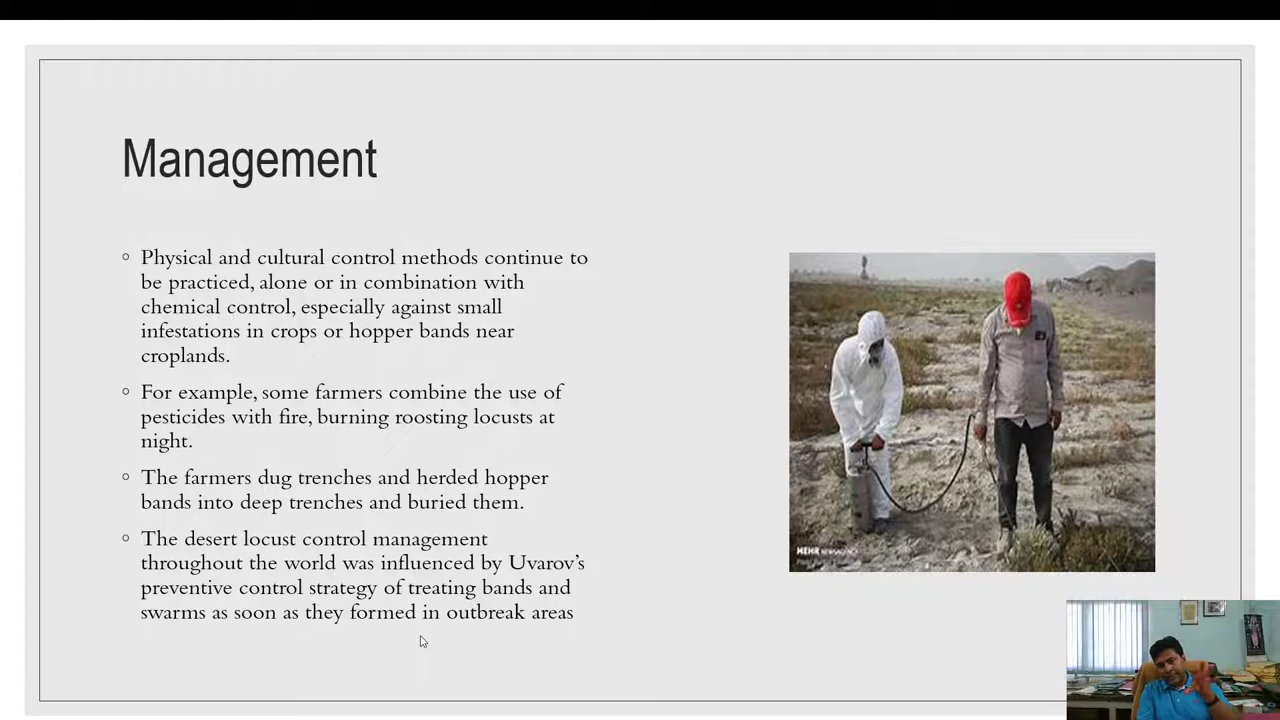 Management
◦ Physical and cultural control methods continue to
be practiced, alone or in combination with
chemical control, especially against small
infestations in crops or hopper bands near
croplands.
◦ For example, some farmers combine the use of
pesticides with fire, burning roosting locusts at
night.
◦ The farmers dug trenches and herded hopper
bands into deep trenches and buried them.
◦ The desert locust control management
throughout the world was influenced by Uvarov's
preventive control strategy of treating bands and
swarms as soon as they formed in outbreak areas
MEHR NEWSAGENCY